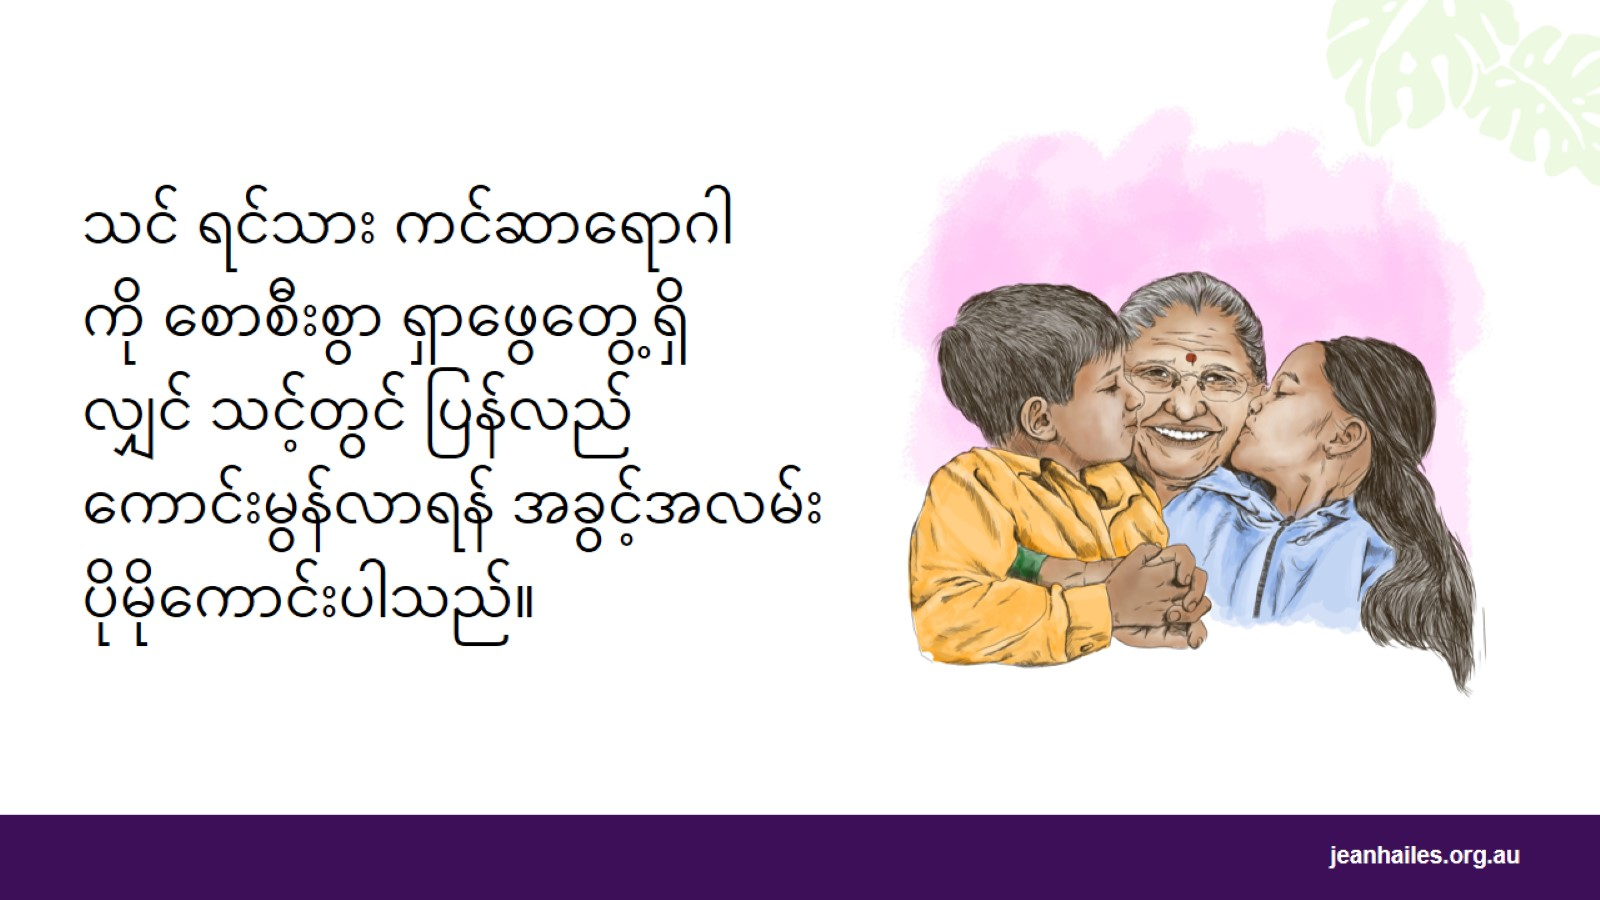 သင် ရင်သား ကင်ဆာရောဂါ
ကို စောစီးစွာ ရှာဖွေတွေ့ရှိ
လျှင် သင့်တွင် ပြန်လည်
ကောင်းမွန်လာရန် အခွင့်အလမ်း
ပိုမိုကောင်းပါသည်။
jeanhailes.org.au